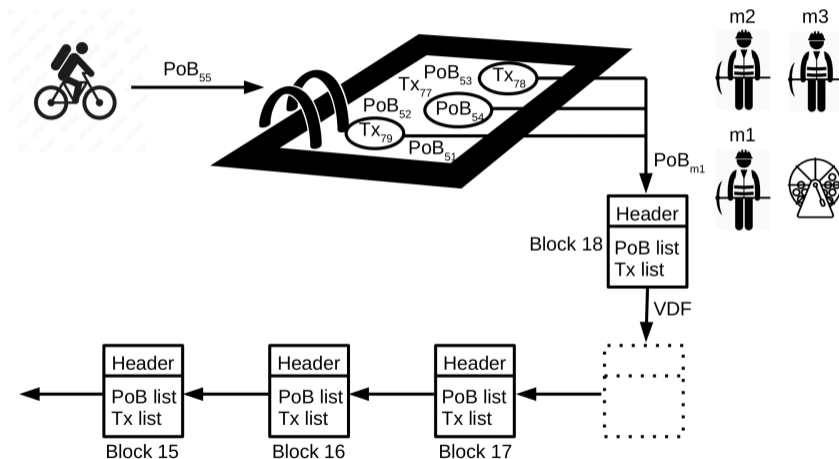 m2
m3
PoB55
PoB53
Tx78
Tx77
PoB52
PoB54
Tx79
PoB51
m1
PoBm1
Header
Block 18
PoB list
Tx list
VDF
Header
PoB list
Tx list
Block 15
Header
PoB list
Tx list
Block 16
Header
PoB list
Tx list
Block 17